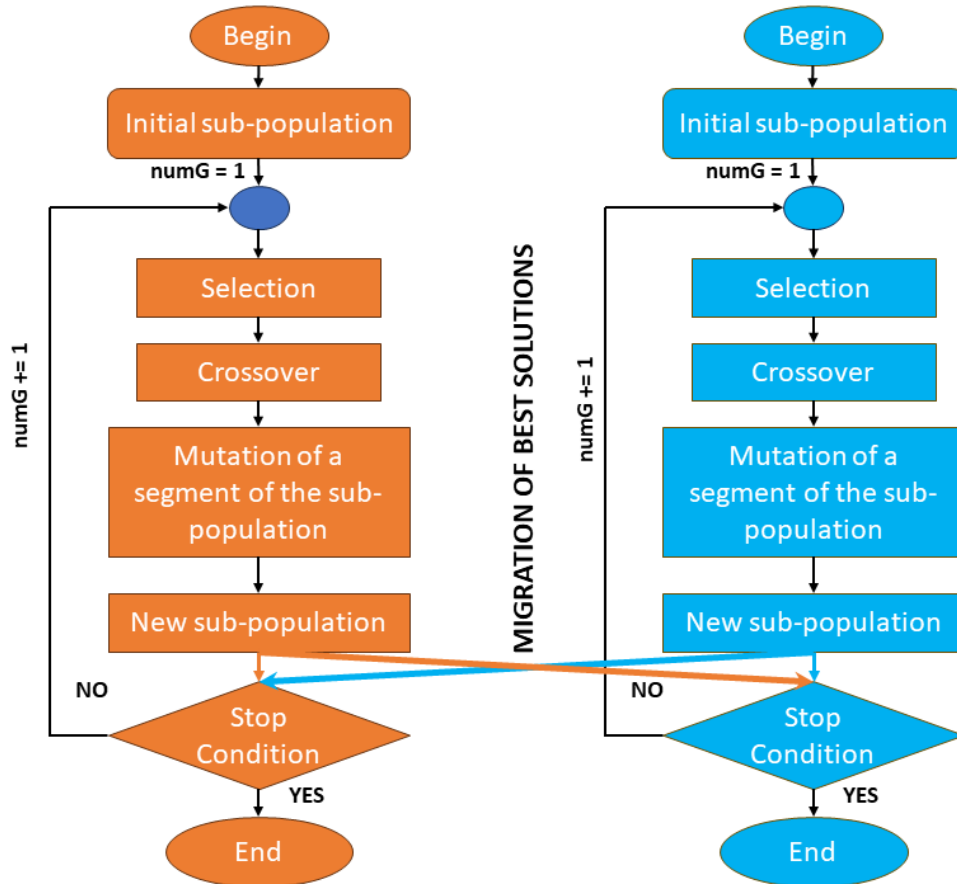 Begin
Initial sub-population
numG = 1
Selection
Crossover
Mutation of a
segment of the sub-
population
New sub-population
numG += 1
NO
Stop
Condition
YES
End
MIGRATION OF BEST SOLUTIONS
Begin
Initial sub-population
numG = 1
Selection
Crossover
Mutation of a
segment of the sub-
population
New sub-population
numG += 1
NO
Stop
Condition
YES
End